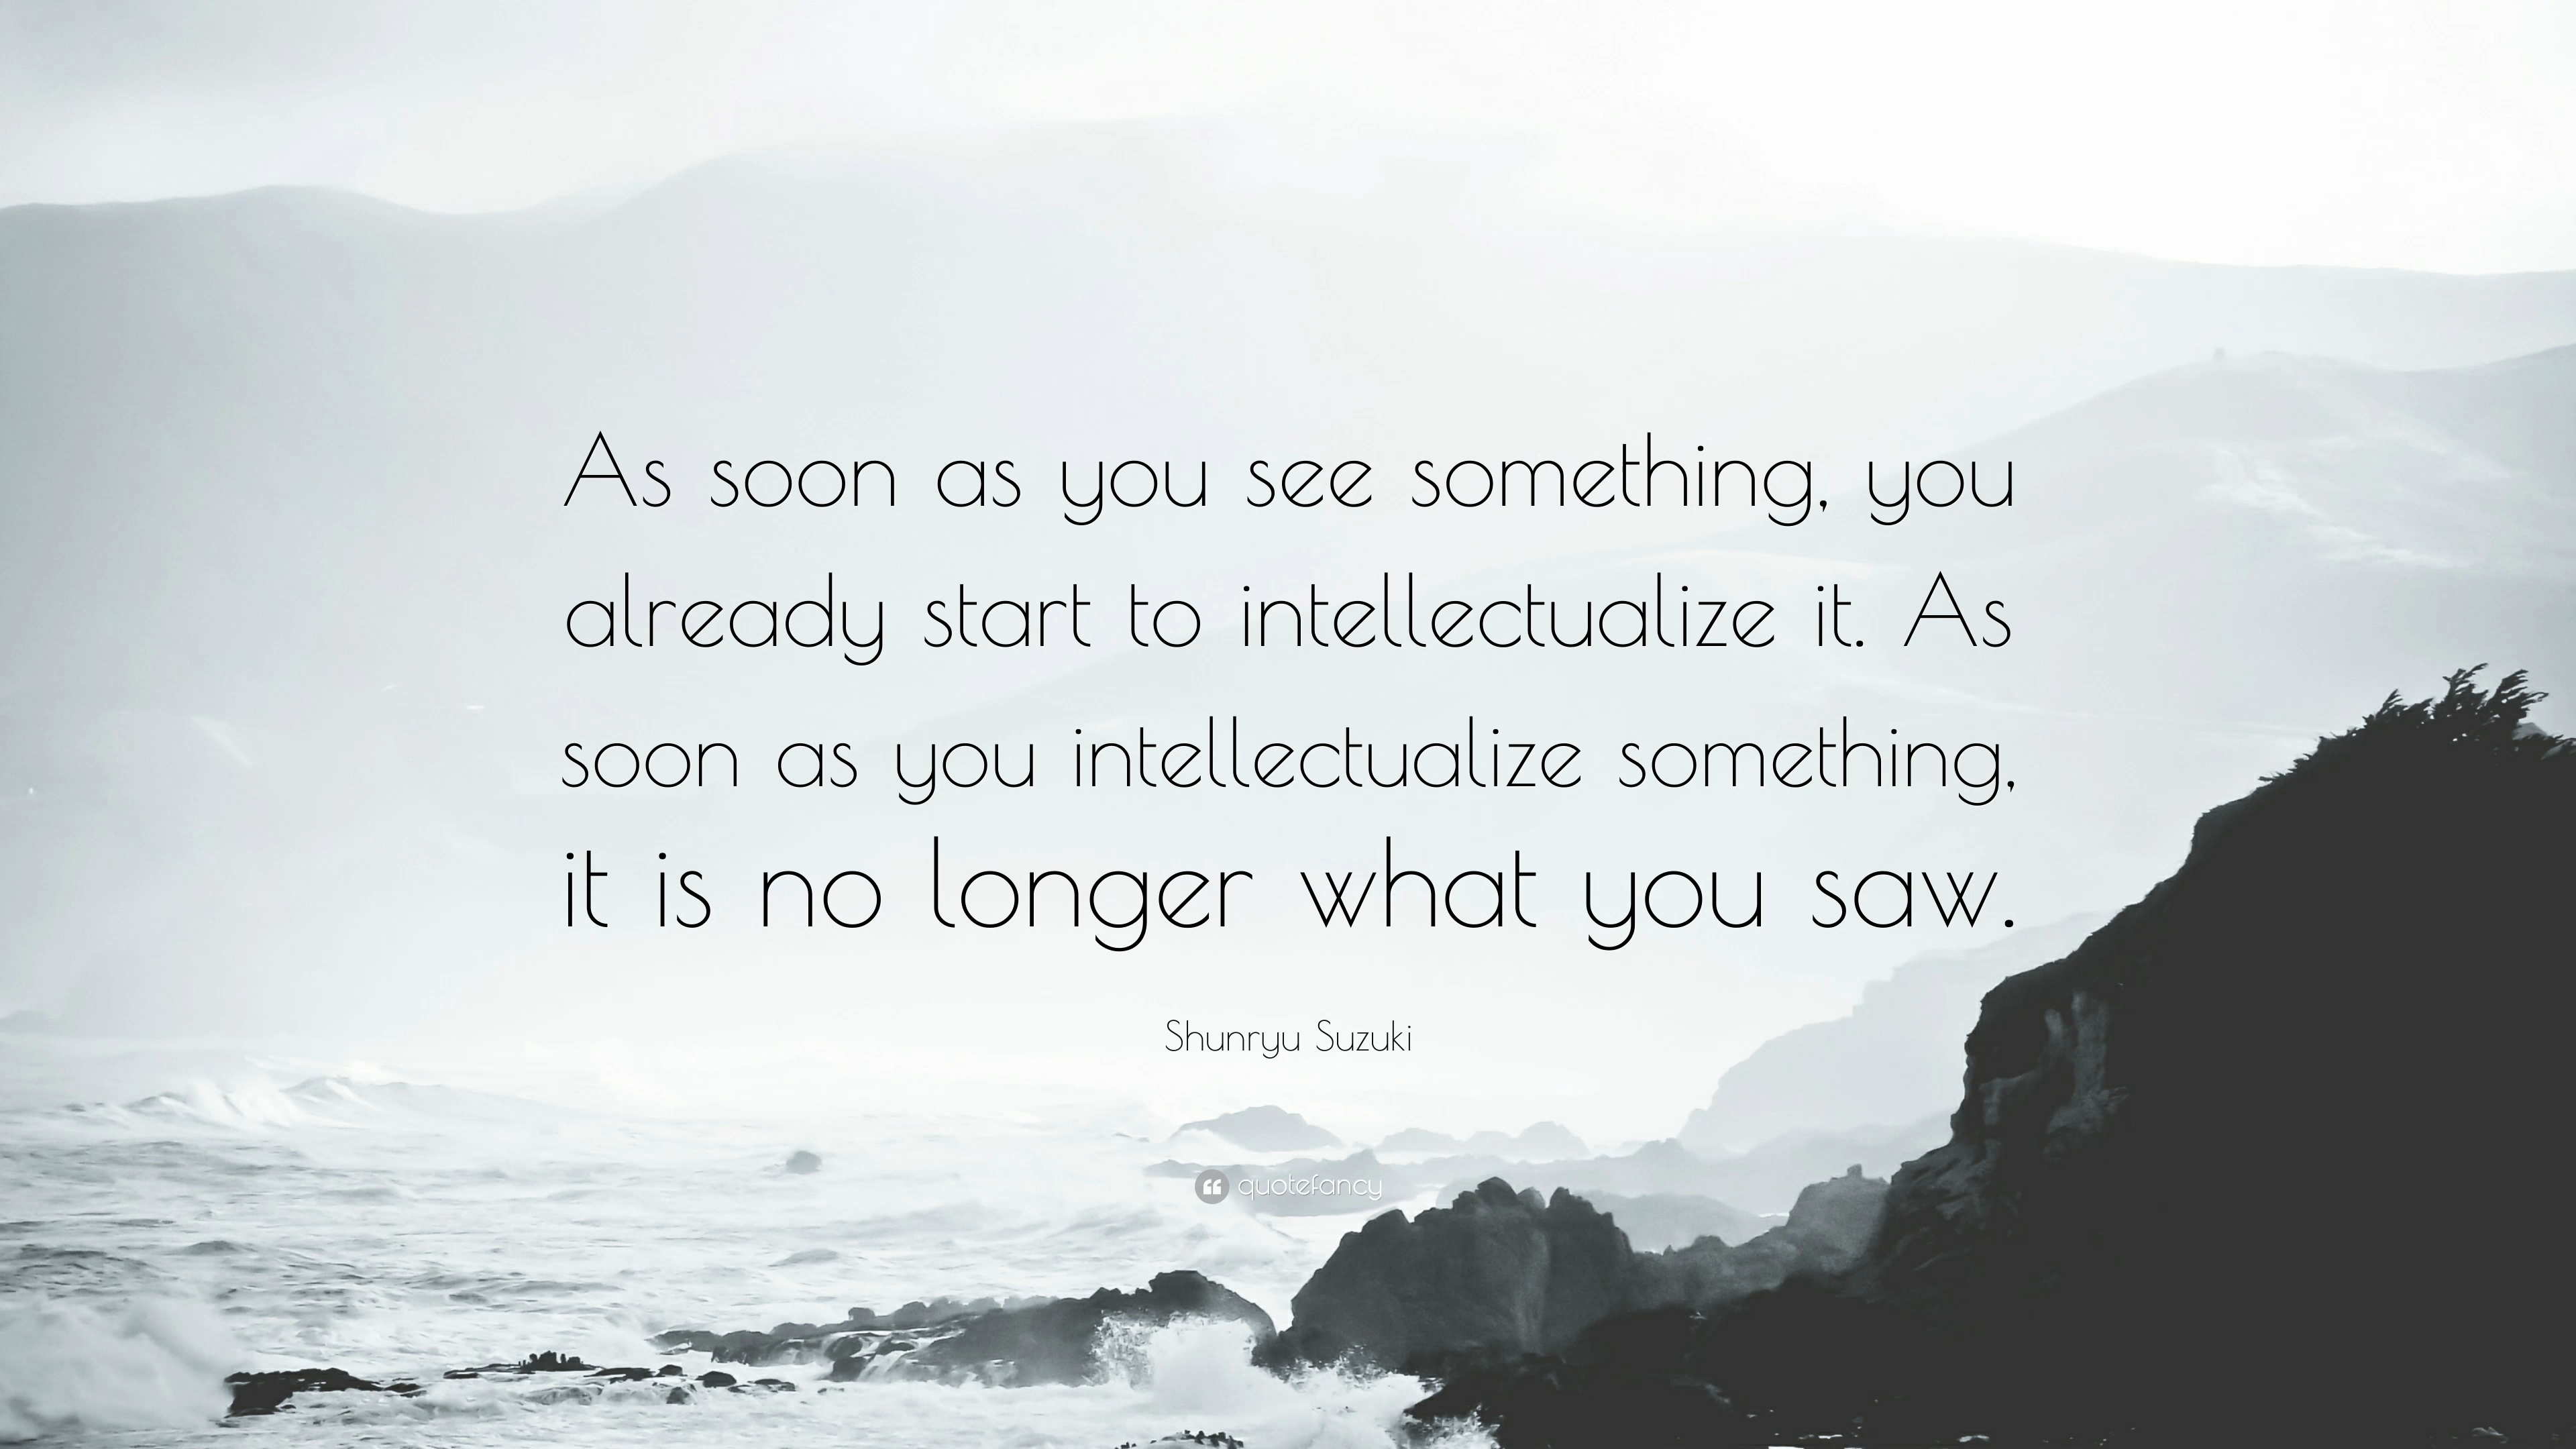 As soon as you see something, you
already start to intellectualize it. As
soon as you intellectualize something,
it is no longer what you saw.
Shunryu Suzuki
quotefancy